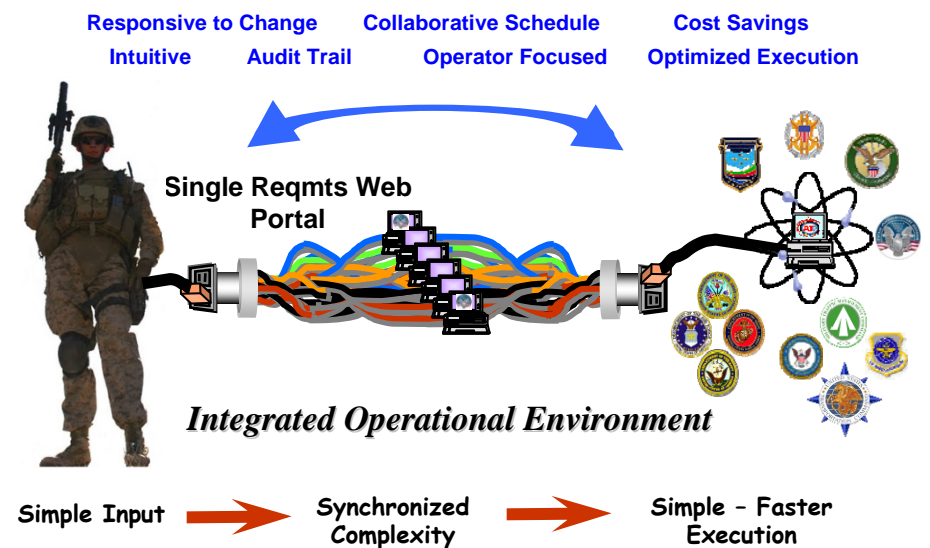 Responsive to Change Collaborative Schedule Cost Savings
Intuitive Audit Trail Operator Focused Optimized Execution
Single Reqmts Web
Portal
Integrated Operational Environment
Simple Input
Synchronized
Complexity
Simple – Faster
Execution